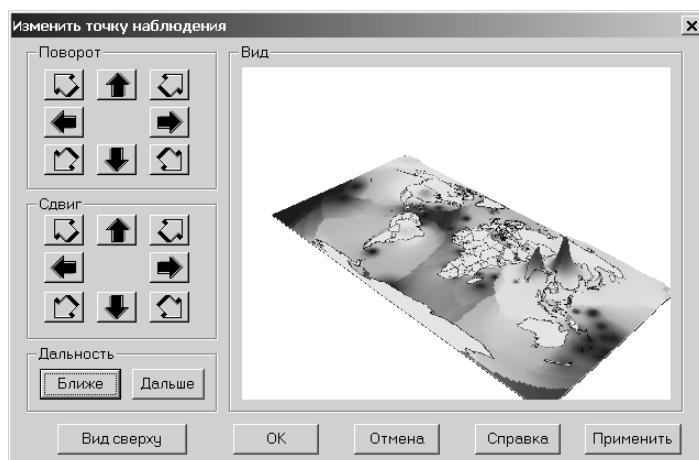 Изменить точку наблюдения
Поворот
Вид
Сдвиг
Дальность
Ближе
Дальше
Вид сверху
OK
Отмена
Справка
Применить